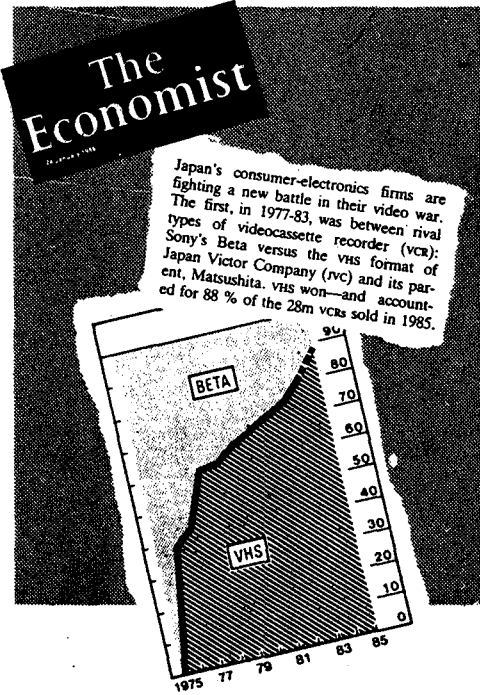 The
Economist
Japan's consumer-electronics firms are
fighting a new battle in their video war.
The first, in 1977-83, was between rival
types of videocassette recorder (VCR):
Sony's Beta versus the VHS format of
Japan Victor Company (JVC) and its par-
ent, Matsushita. VHS won—and account-
ed for 88 % of the 28m VCRs sold in 1985.
90
80
BETA
70
60
50
40
30
VHS
20
10
0
1975 77 79 81 83 85